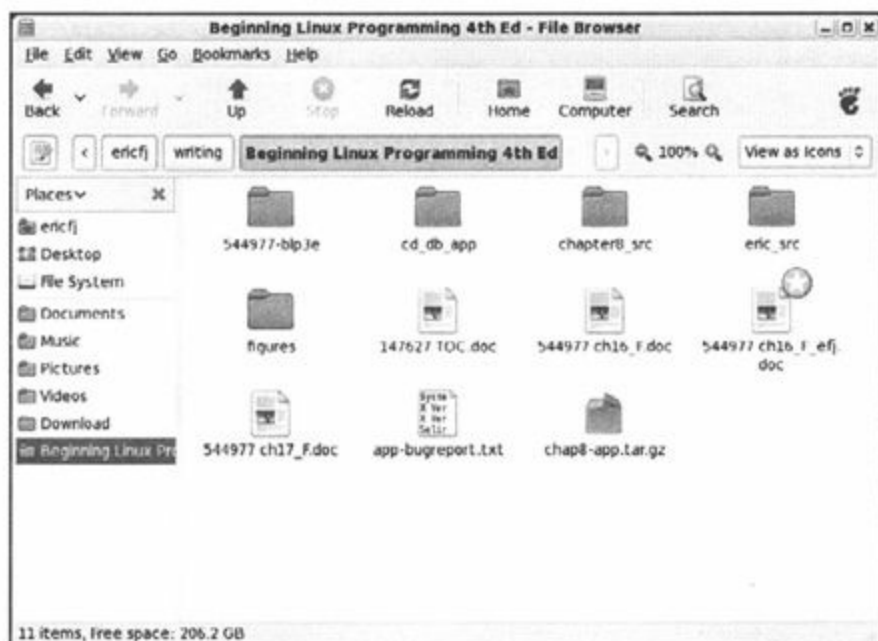 Beginning Linux Programming 4th Ed - File Browser
File Edit View Go Bookmarks Help
Back Forward Up Stop Reload Home Computer Search
ericfj writing Beginning Linux Programming 4th Ed 100% View as Icons
Places
ericfj
Desktop
File System
Documents
Music
Pictures
Videos
Download
Beginning Linux Pro
544977-blp3e cd_db_app chapter8_src eric_src
figures 147627 TOC.doc 544977 ch16_F.doc 544977 ch16_F_efj.
doc
Syste
X Ver
X Ver
Selir
544977 ch17_F.doc app-bugreport.txt chap8-app.tar.gz
11 items, Free space: 206.2 GB